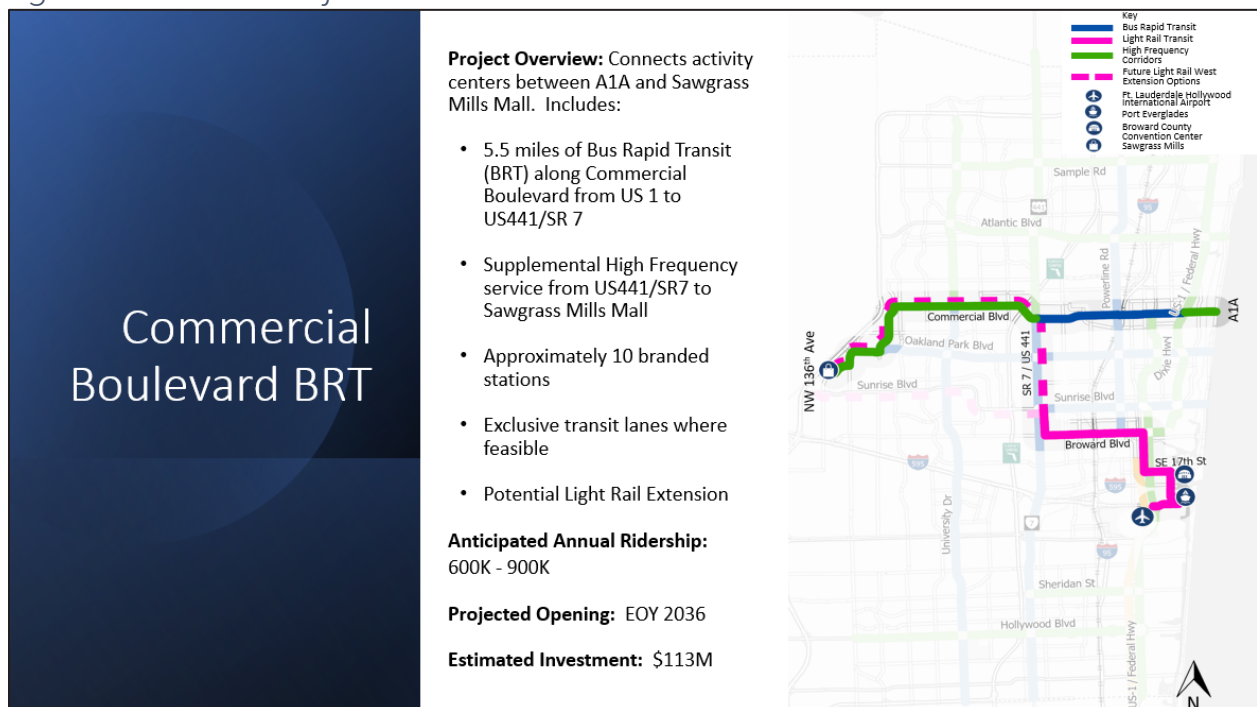 Commercial
Boulevard BRT
Project Overview: Connects activity
centers between A1A and Sawgrass
Mills Mall.  Includes:
• 5.5 miles of Bus Rapid Transit
(BRT) along Commercial
Boulevard from US 1 to
US441/SR 7
• Supplemental High Frequency
service from US441/SR7 to
Sawgrass Mills Mall
• Approximately 10 branded
stations
• Exclusive transit lanes where
feasible
• Potential Light Rail Extension
Anticipated Annual Ridership:
600K - 900K
Projected Opening:  EOY 2036
Estimated Investment:  $113M
Key
Bus Rapid Transit
Light Rail Transit
High Frequency
Corridors
Future Light Rail West
Extension Options
Ft. Lauderdale Hollywood
International Airport
Port Everglades
Broward County
Convention Center
Sawgrass Mills
Sample Rd
441
95
Atlantic Blvd
Powerline Rd
US-1 / Federal Hwy
A1A
Commercial Blvd
Oakland Park Blvd
NW 136th Ave
SR 7 / US 441
Dixie Hwy
Sunrise Blvd
Sunrise Blvd
Broward Blvd
SE 17th St
595
595
University Dr
7
95
Sheridan St
Hollywood Blvd
US-1 / Federal Hwy
N